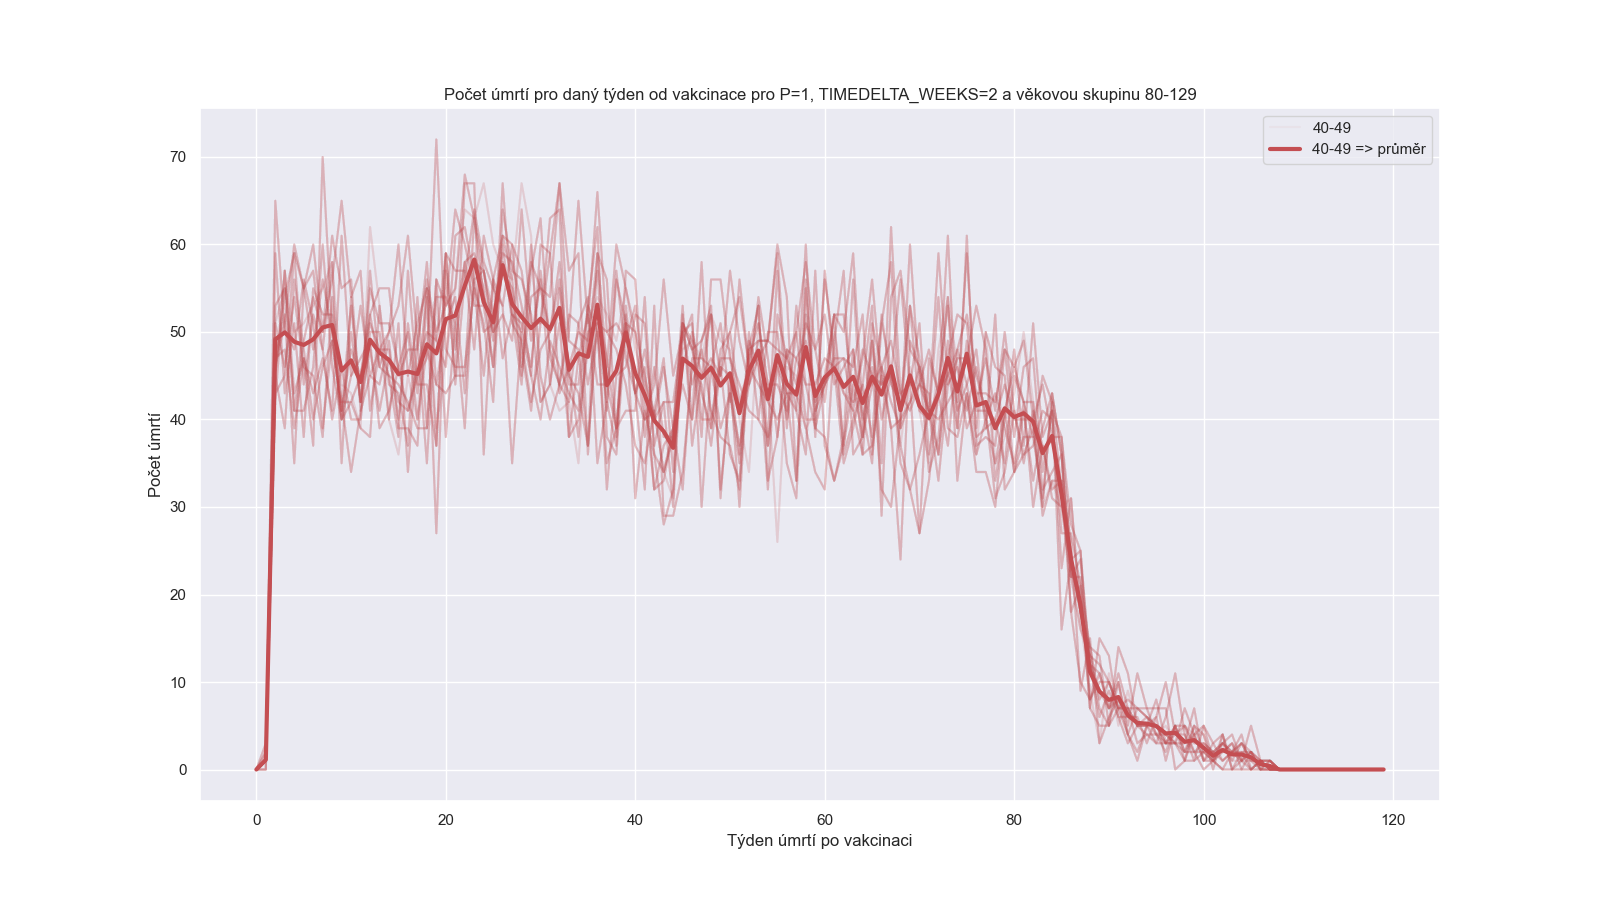 Počet úmrtí pro daný týden od vakcinace pro P=1, TIMEDELTA_WEEKS=2 a věkovou skupinu 80-129
40-49
40-49 => průměr
70
60
50
40
30
20
10
0
Počet úmrtí
0 20 40 60 80 100 120
Týden úmrtí po vakcinaci